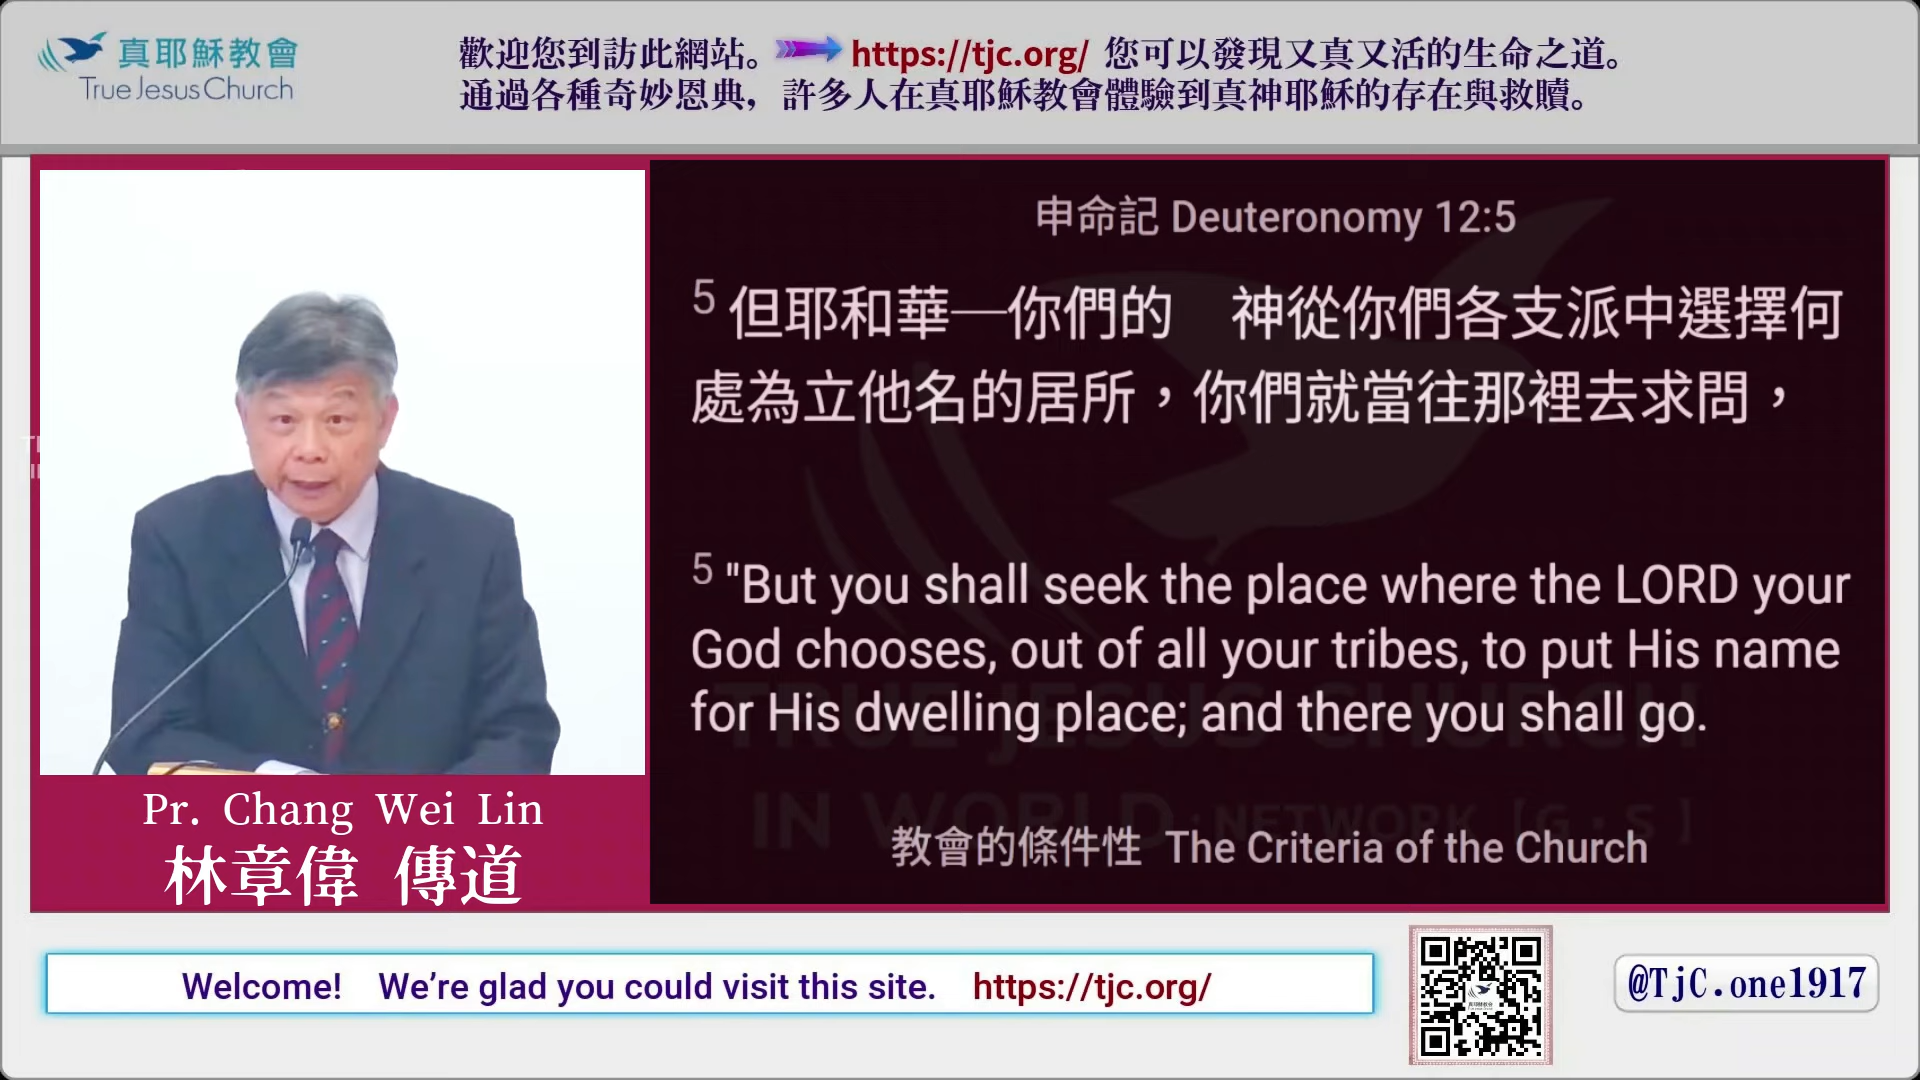 真耶穌教會
True Jesus Church
歡迎您到訪此網站。 https://tjc.org/ 您可以發現又真又活的生命之道。
通過各種奇妙恩典，許多人在真耶穌教會體驗到真神耶穌的存在與救贖。
申命記 Deuteronomy 12:5
5 但耶和華─你們的　神從你們各支派中選擇何
處為立他名的居所，你們就當往那裡去求問，
5 "But you shall seek the place where the LORD your
God chooses, out of all your tribes, to put His name
for His dwelling place; and there you shall go.
TRUE JESUS CHURCH
IN WORLD · NETWORK [ G · S ]
教會的條件性 The Criteria of the Church
Pr. Chang Wei Lin
林章偉 傳道
Welcome! We’re glad you could visit this site. https://tjc.org/
@TjC.one1917